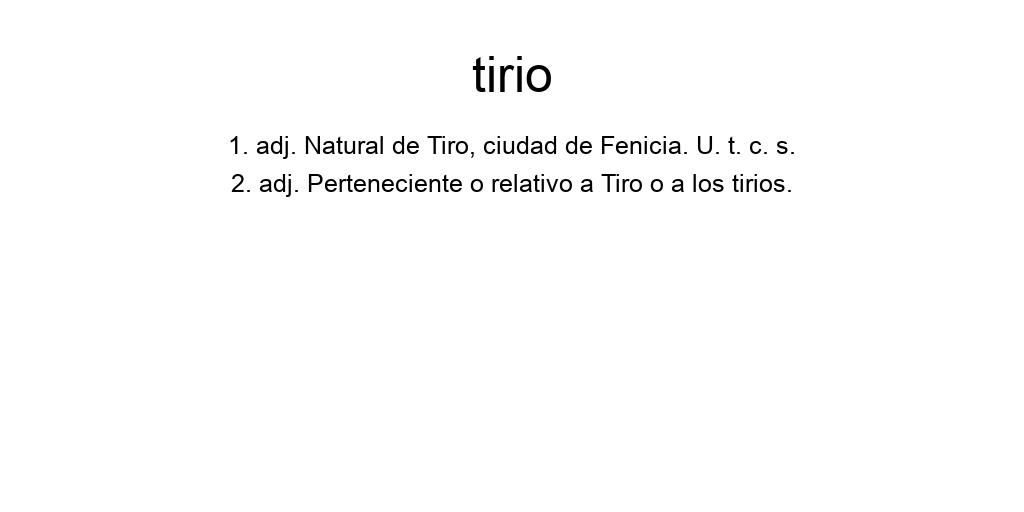 tirio
1. adj. Natural de Tiro, ciudad de Fenicia. U. t. c. s.
2. adj. Perteneciente o relativo a Tiro o a los tirios.